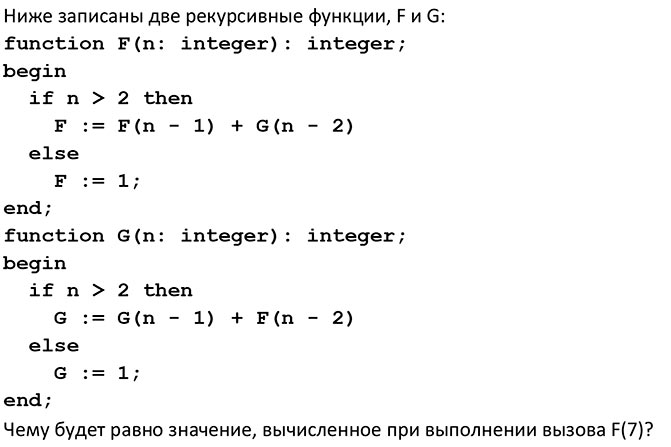 Ниже записаны две рекурсивные функции, F и G:
function F(n: integer): integer;
begin
  if n > 2 then
    F := F(n - 1) + G(n - 2)
  else
    F := 1;
end;
function G(n: integer): integer;
begin
  if n > 2 then
    G := G(n - 1) + F(n - 2)
  else
    G := 1;
end;
Чему будет равно значение, вычисленное при выполнении вызова F(7)?